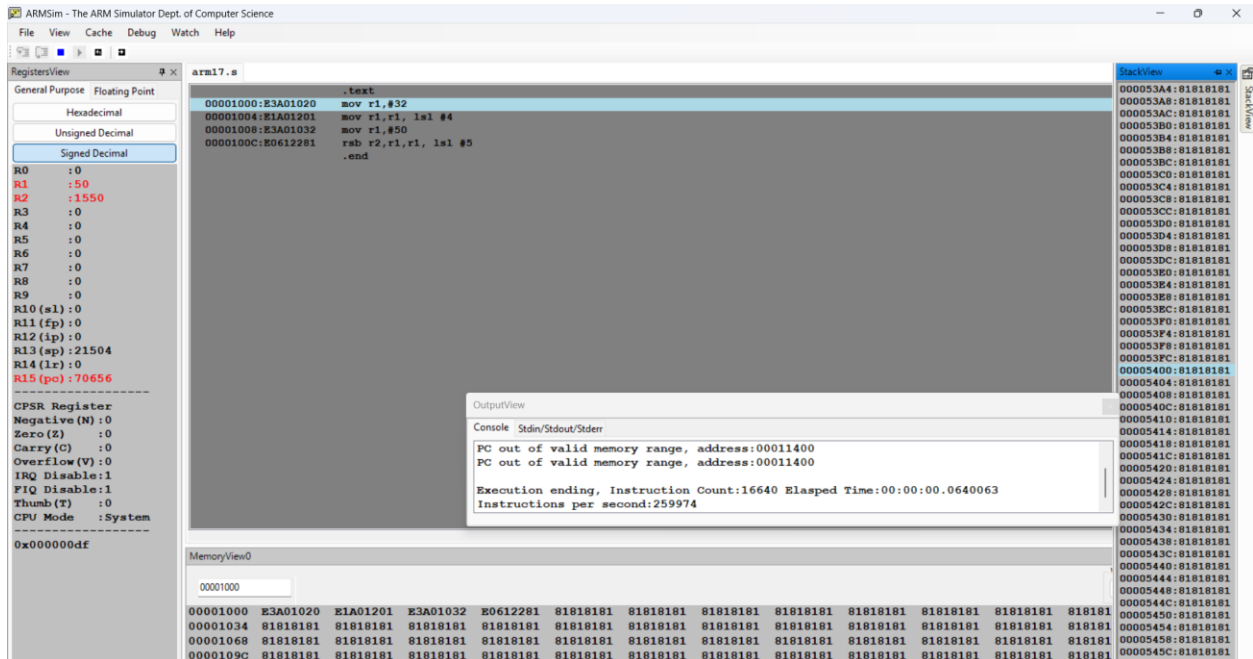 ARMSim - The ARM Simulator Dept. of Computer Science
File View Cache Debug Watch Help
RegistersView
General Purpose Floating Point
Hexadecimal
Unsigned Decimal
Signed Decimal
R0 :0
R1 :50
R2 :1550
R3 :0
R4 :0
R5 :0
R6 :0
R7 :0
R8 :0
R9 :0
R10(sl):0
R11(fp):0
R12(ip):0
R13(sp):21504
R14(lr):0
R15(pc):70656
------------------
CPSR Register
Negative(N):0
Zero(Z) :0
Carry(C) :0
Overflow(V):0
IRQ Disable:1
FIQ Disable:1
Thumb(T) :0
CPU Mode :System
------------------
0x000000df
arm17.s
.text
00001000:E3A01020 mov r1,#32
00001004:E1A01201 mov r1,r1, lsl #4
00001008:E3A01032 mov r1,#50
0000100C:E0612281 rsb r2,r1,r1, lsl #5
.end
OutputView
Console Stdin/Stdout/Stderr
PC out of valid memory range, address:00011400
PC out of valid memory range, address:00011400
Execution ending, Instruction Count:16640 Elasped Time:00:00:00.0640063
Instructions per second:259974
MemoryView0
00001000
00001000 E3A01020 E1A01201 E3A01032 E0612281 81818181 81818181 81818181 81818181 81818181 81818181 81818181 818181
00001034 81818181 81818181 81818181 81818181 81818181 81818181 81818181 81818181 81818181 81818181 81818181 818181
00001068 81818181 81818181 81818181 81818181 81818181 81818181 81818181 81818181 81818181 81818181 81818181 818181
0000109C 81818181 81818181 81818181 81818181 81818181 81818181 81818181 81818181 81818181 81818181 81818181 818181
StackView
000053A4:81818181
000053A8:81818181
000053AC:81818181
000053B0:81818181
000053B4:81818181
000053B8:81818181
000053BC:81818181
000053C0:81818181
000053C4:81818181
000053C8:81818181
000053CC:81818181
000053D0:81818181
000053D4:81818181
000053D8:81818181
000053DC:81818181
000053E0:81818181
000053E4:81818181
000053E8:81818181
000053EC:81818181
000053F0:81818181
000053F4:81818181
000053F8:81818181
000053FC:81818181
00005400:81818181
00005404:81818181
00005408:81818181
0000540C:81818181
00005410:81818181
00005414:81818181
00005418:81818181
0000541C:81818181
00005420:81818181
00005424:81818181
00005428:81818181
0000542C:81818181
00005430:81818181
00005434:81818181
00005438:81818181
0000543C:81818181
00005440:81818181
00005444:81818181
00005448:81818181
0000544C:81818181
00005450:81818181
00005454:81818181
00005458:81818181
0000545C:81818181
StackView